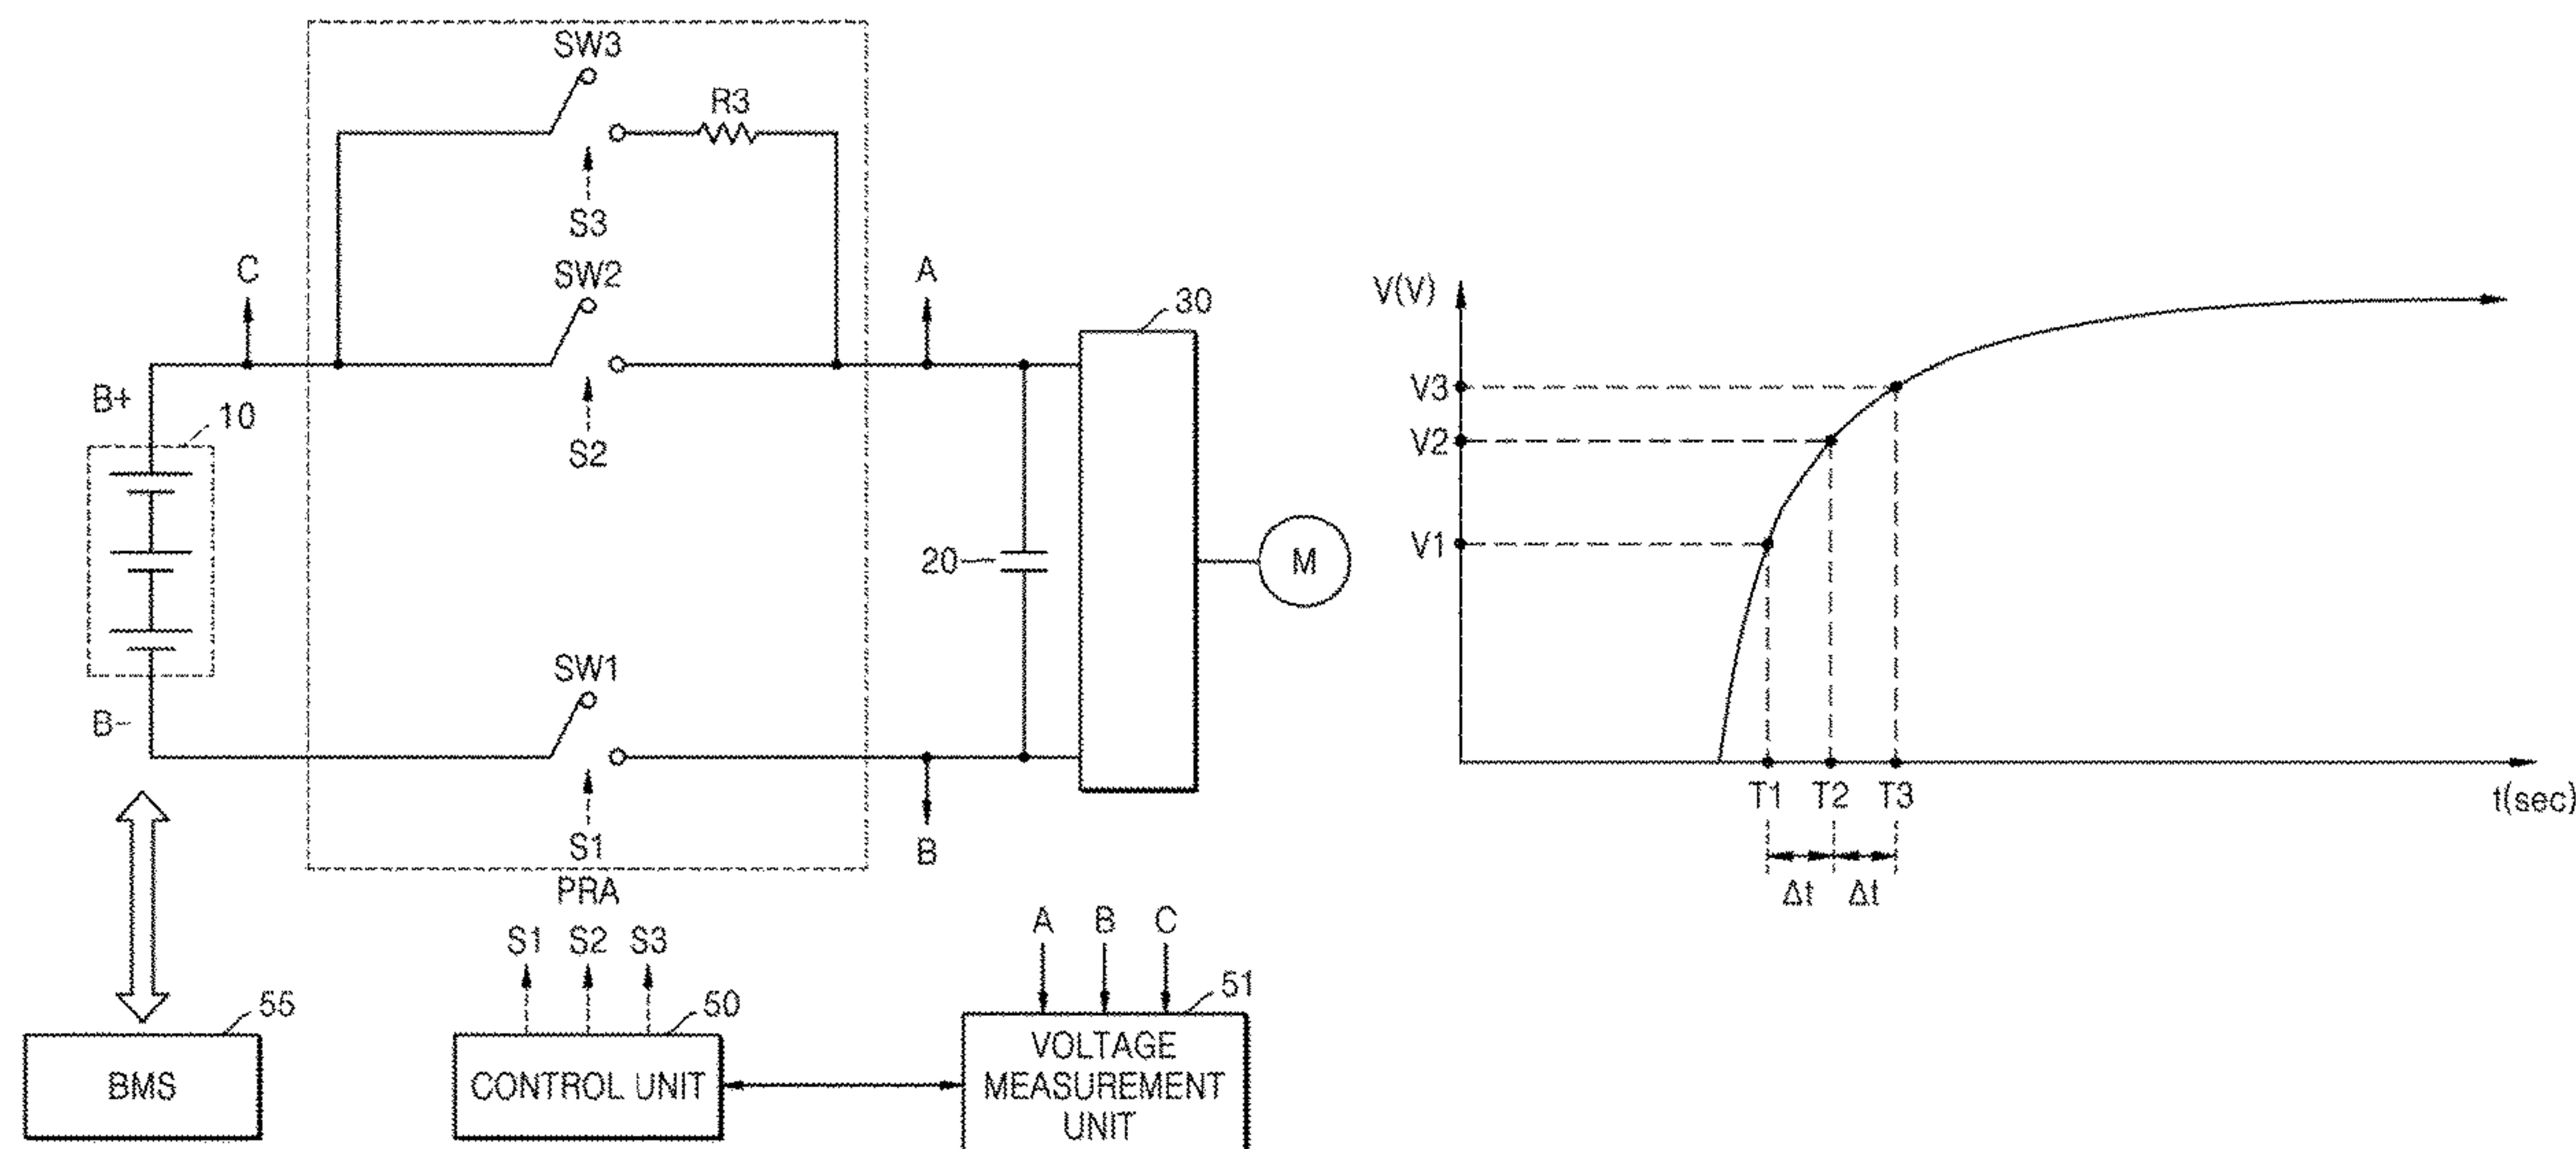 SW3
R3
S3
C
SW2
A
30
B+
10
S2
20
M
SW1
B-
S1
B
PRA
S1 S2 S3
A B C
55
BMS
50
CONTROL UNIT
51
VOLTAGE
MEASUREMENT
UNIT
V(V)
V3
V2
V1
T1 T2 T3
t(sec)
Δt Δt